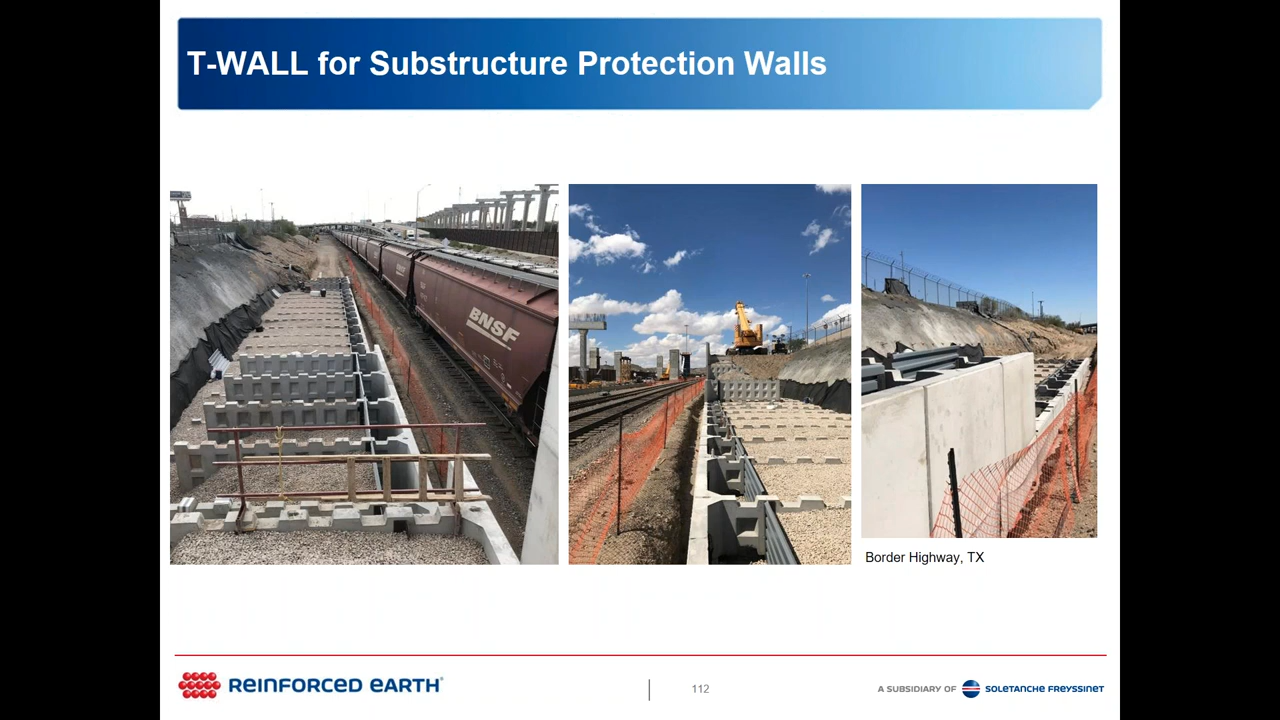 T-WALL for Substructure Protection Walls
BNSF
Border Highway, TX
REINFORCED EARTH®
112
A SUBSIDIARY OF SOLETANCHE FREYSSINET